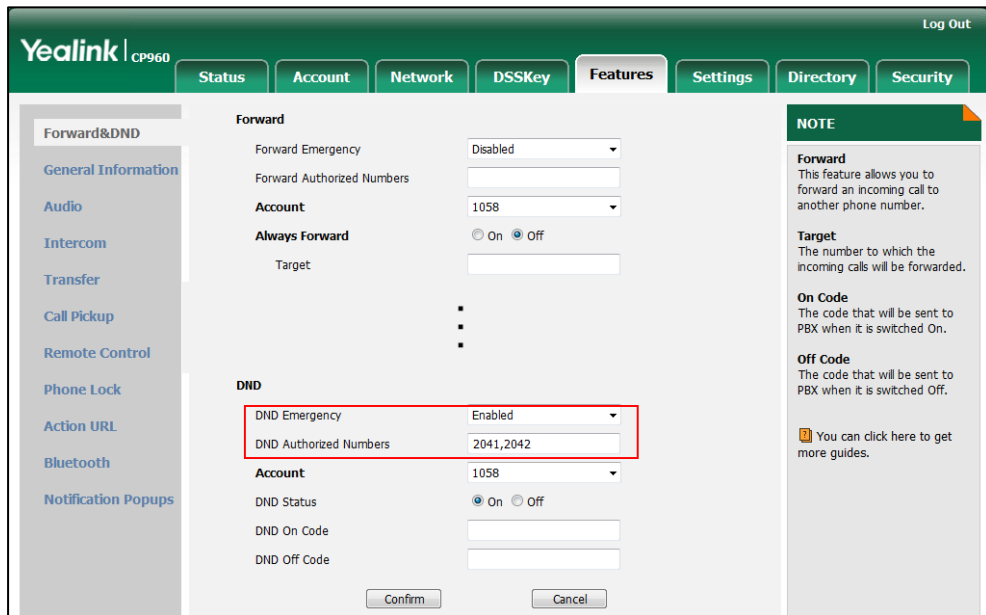 Log Out
Yealink | CP960
Status Account Network DSSKey Features Settings Directory Security
Forward&DND
General Information
Audio
Intercom
Transfer
Call Pickup
Remote Control
Phone Lock
Action URL
Bluetooth
Notification Popups
Forward
Forward Emergency Disabled
Forward Authorized Numbers
Account 1058
Always Forward On Off
Target
DND
DND Emergency Enabled
DND Authorized Numbers 2041,2042
Account 1058
DND Status On Off
DND On Code
DND Off Code
Confirm Cancel
NOTE
Forward
This feature allows you to
forward an incoming call to
another phone number.
Target
The number to which the
incoming calls will be forwarded.
On Code
The code that will be sent to
PBX when it is switched On.
Off Code
The code that will be sent to
PBX when it is switched Off.
You can click here to get
more guides.